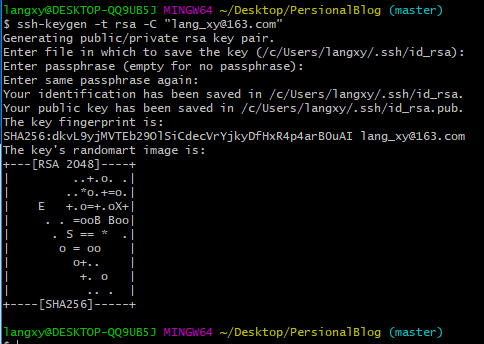 langxy@DESKTOP-QQ9UB5J MINGW64 ~/Desktop/PersionalBlog (master)
$ ssh-keygen -t rsa -C "lang_xy@163.com"
Generating public/private rsa key pair.
Enter file in which to save the key (/c/Users/langxy/.ssh/id_rsa):
Enter passphrase (empty for no passphrase):
Enter same passphrase again:
Your identification has been saved in /c/Users/langxy/.ssh/id_rsa.
Your public key has been saved in /c/Users/langxy/.ssh/id_rsa.pub.
The key fingerprint is:
SHA256:dkvL9yjMVTEb29OlSiCdecVrYjkyDfHxR4p4arBOuAI lang_xy@163.com
The key's randomart image is:
+---[RSA 2048]----+
|        ..+.o. .|
|       ..*o.+=o.|
|    E   +.o=+.oX+|
|     . . =ooB Boo|
|      . S == *  .|
|       o = oo    |
|         o+..    |
|          +. o   |
|           .. .  |
+----[SHA256]-----+
langxy@DESKTOP-QQ9UB5J MINGW64 ~/Desktop/PersionalBlog (master)
$